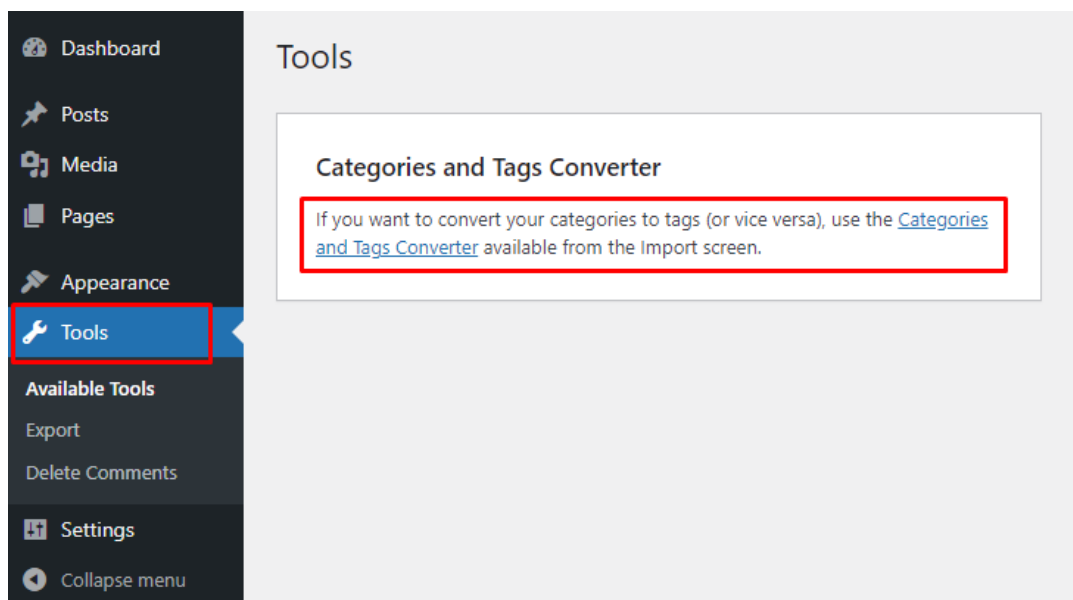 Dashboard
Posts
Media
Pages
Appearance
Tools
Available Tools
Export
Delete Comments
Settings
Collapse menu
Tools
Categories and Tags Converter
If you want to convert your categories to tags (or vice versa), use the Categories
and Tags Converter available from the Import screen.